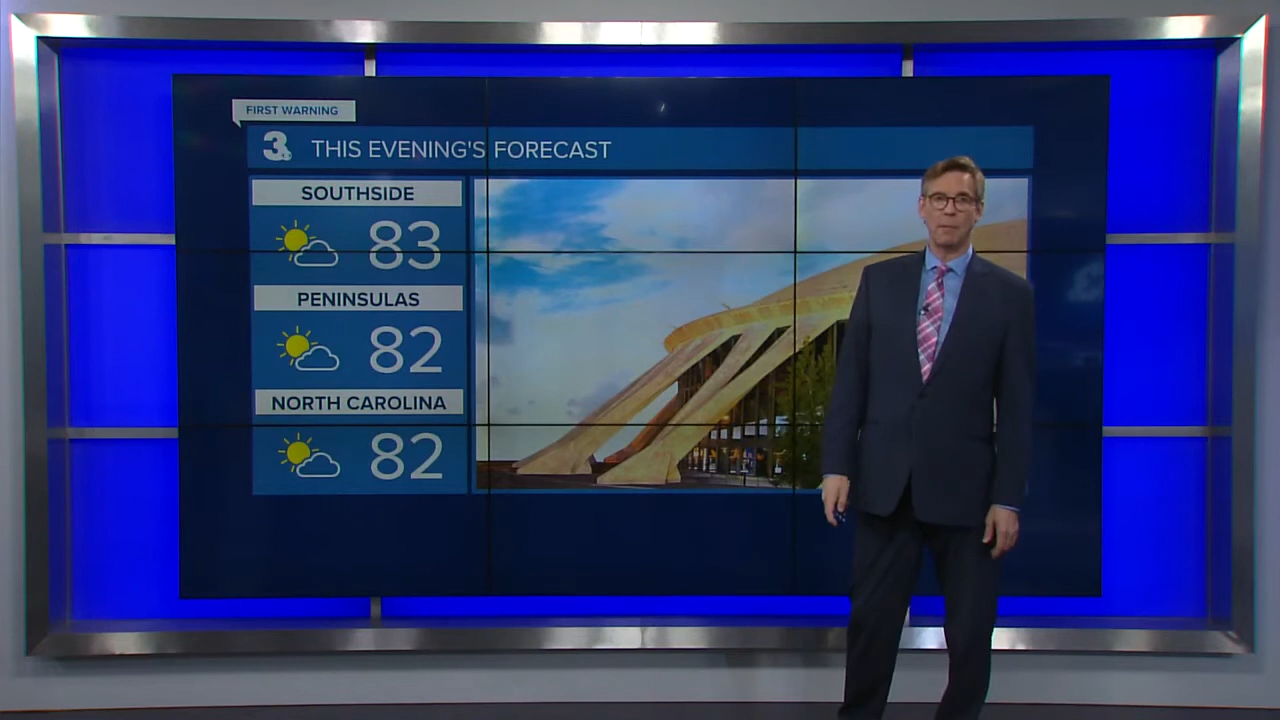 FIRST WARNING
3
THIS EVENING'S FORECAST
SOUTHSIDE
83
PENINSULAS
82
NORTH CAROLINA
82